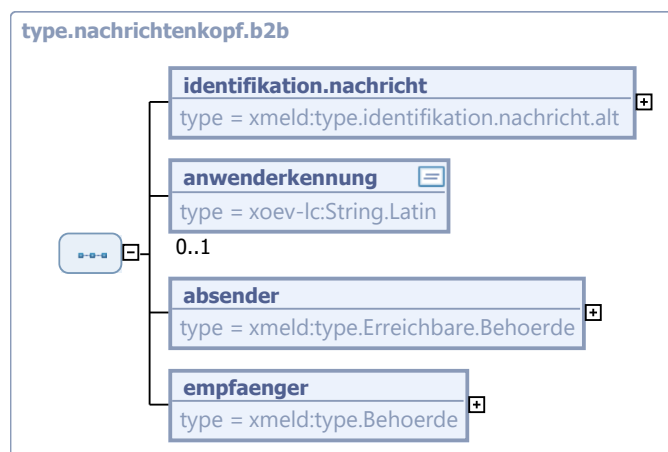 type.nachrichtenkopf.b2b
identifikation.nachricht
type = xmeld:type.identifikation.nachricht.alt
anwenderkennung
type = xoev-lc:String.Latin
0..1
absender
type = xmeld:type.Erreichbare.Behoerde
empfaenger
type = xmeld:type.Behoerde